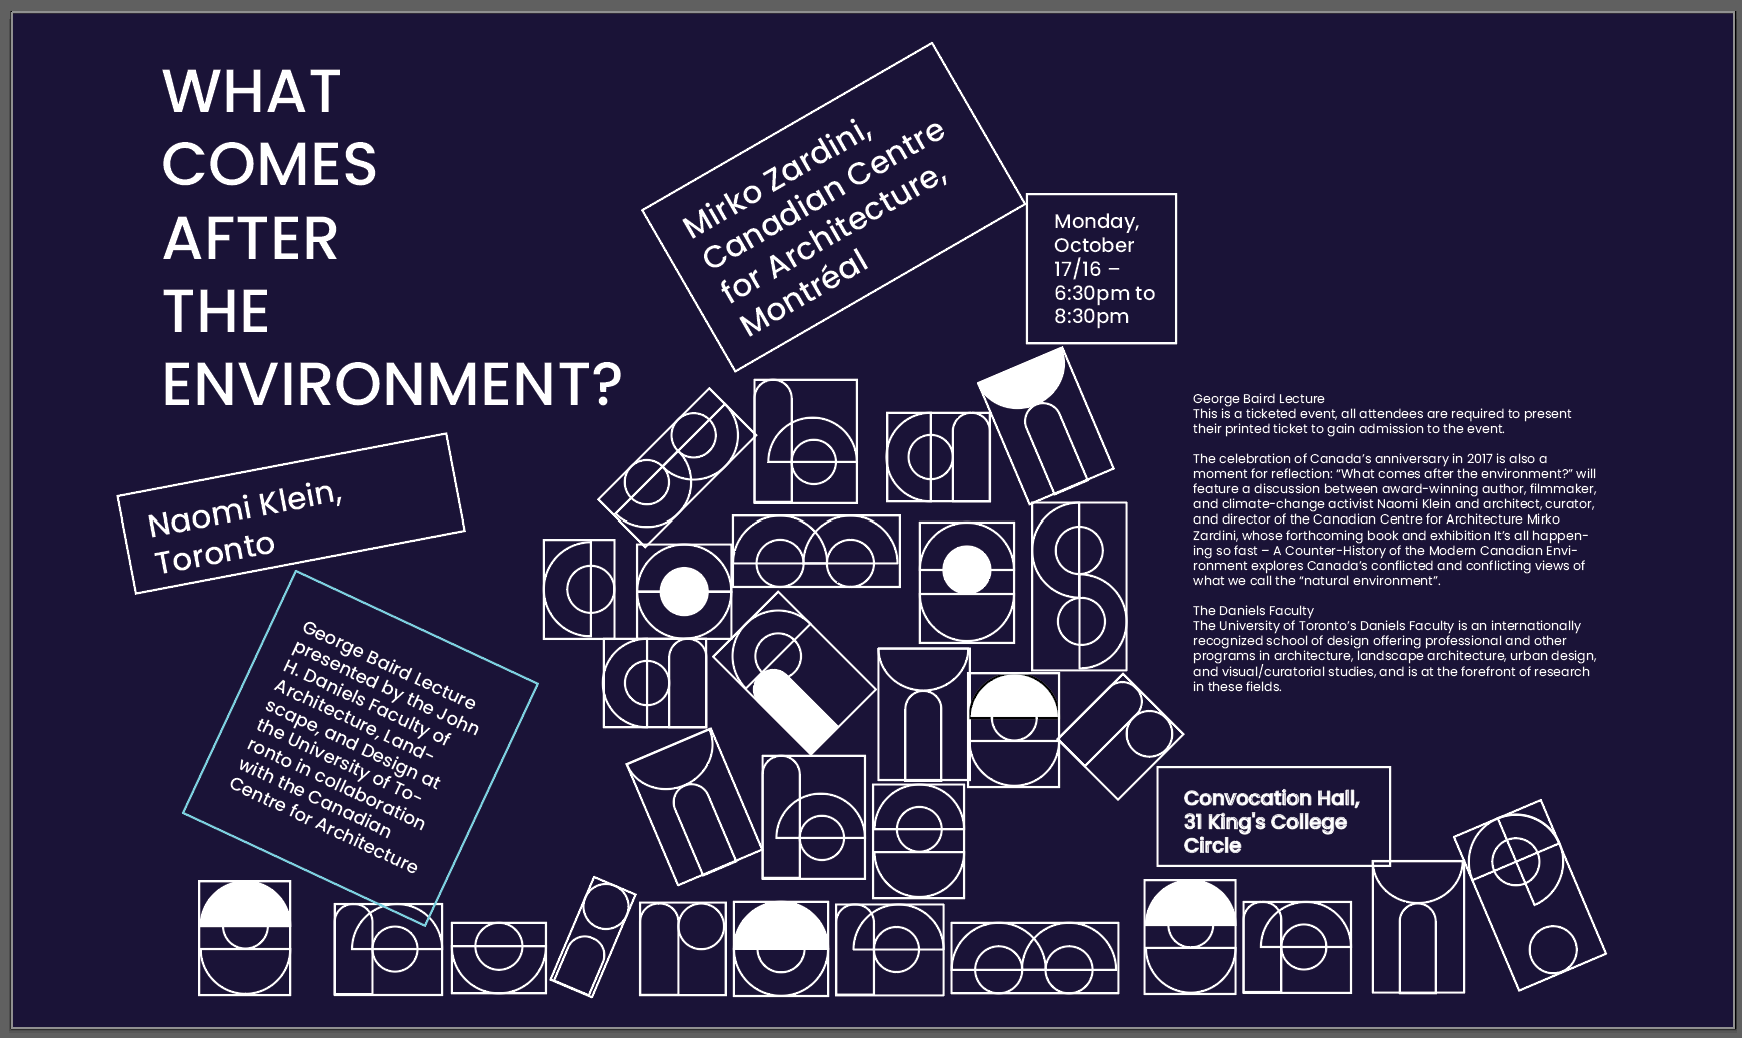 WHAT
COMES
AFTER
THE
ENVIRONMENT?
Mirko Zardini,
Canadian Centre
for Architecture,
Montréal
Monday,
October
17/16 –
6:30pm to
8:30pm
Naomi Klein,
Toronto
George Baird Lecture
presented by the John
H. Daniels Faculty of
Architecture, Land-
scape, and Design at
the University of To-
ronto in collaboration
with the Canadian
Centre for Architecture
George Baird Lecture
This is a ticketed event, all attendees are required to present
their printed ticket to gain admission to the event.
The celebration of Canada’s anniversary in 2017 is also a
moment for reflection: “What comes after the environment?” will
feature a discussion between award-winning author, filmmaker,
and climate-change activist Naomi Klein and architect, curator,
and director of the Canadian Centre for Architecture Mirko
Zardini, whose forthcoming book and exhibition It’s all happen-
ing so fast – A Counter-History of the Modern Canadian Envi-
ronment explores Canada’s conflicted and conflicting views of
what we call the “natural environment”.
The Daniels Faculty
The University of Toronto’s Daniels Faculty is an internationally
recognized school of design offering professional and other
programs in architecture, landscape architecture, urban design,
and visual/curatorial studies, and is at the forefront of research
in these fields.
Convocation Hall,
31 King's College
Circle